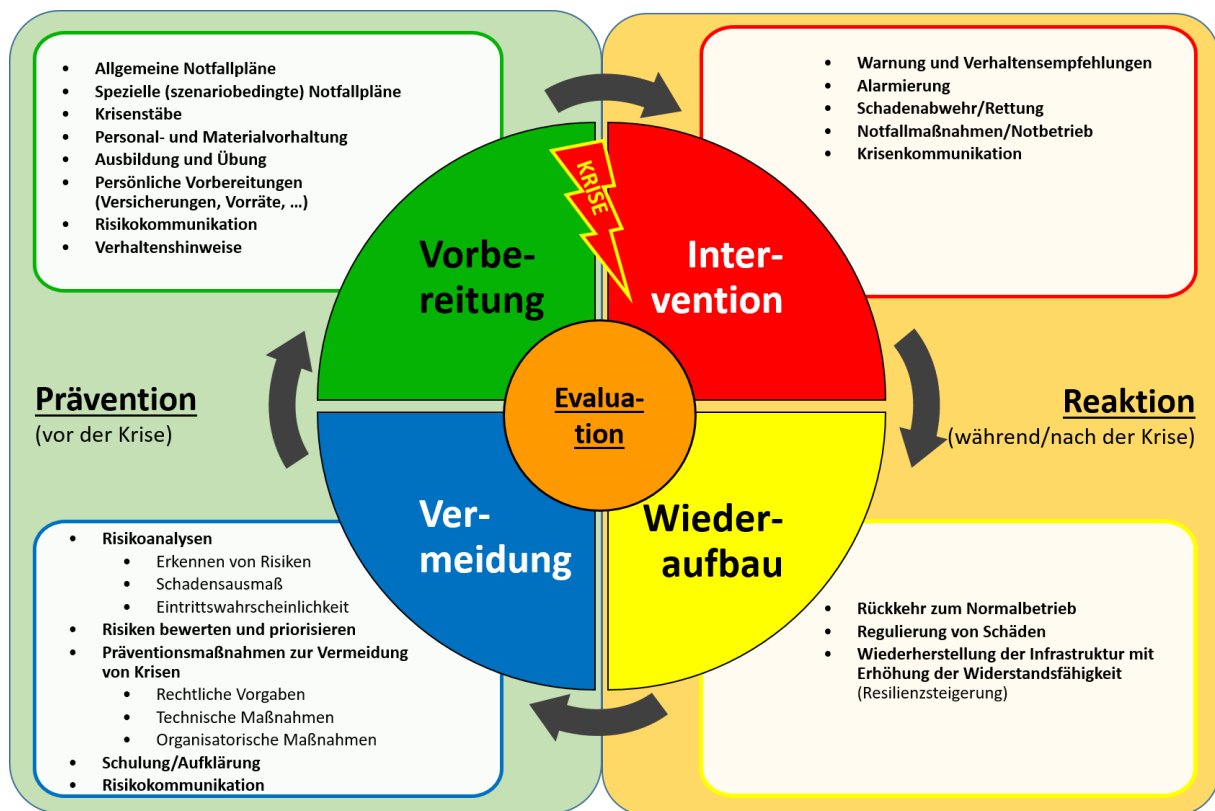 Allgemeine Notfallpläne
Spezielle (szenariobedingte) Notfallpläne
Krisenstäbe
Personal- und Materialvorhaltung
Ausbildung und Übung
Persönliche Vorbereitungen
(Versicherungen, Vorräte, ...)
Risikokommunikation
Verhaltenshinweise
Warnung und Verhaltensempfehlungen
Alarmierung
Schadenabwehr/Rettung
Notfallmaßnahmen/Notbetrieb
Krisenkommunikation
KRISE
Vorbe-
reitung
Inter-
vention
Prävention
(vor der Krise)
Evalua-
tion
Reaktion
(während/nach der Krise)
Ver-
meidung
Wieder-
aufbau
Risikoanalysen
Erkennen von Risiken
Schadensausmaß
Eintrittswahrscheinlichkeit
Risiken bewerten und priorisieren
Präventionsmaßnahmen zur Vermeidung
von Krisen
Rechtliche Vorgaben
Technische Maßnahmen
Organisatorische Maßnahmen
Schulung/Aufklärung
Risikokommunikation
Rückkehr zum Normalbetrieb
Regulierung von Schäden
Wiederherstellung der Infrastruktur mit
Erhöhung der Widerstandsfähigkeit
(Resilienzsteigerung)